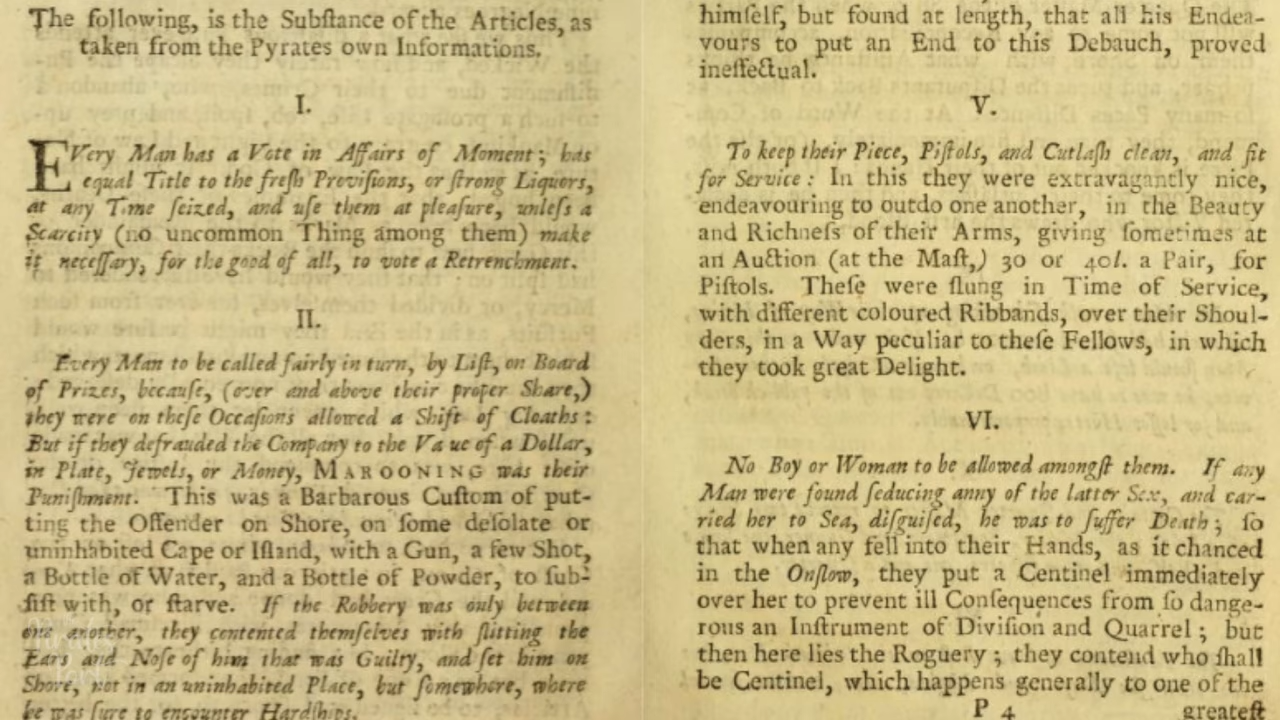 The following, is the Subſtance of the Articles, as
taken from the Pyrates own Informations.
I.
EVery Man has a Vote in Affairs of Moment; has
equal Title to the freſh Proviſions, or ſtrong Liquors,
at any Time ſeized, and uſe them at pleaſure, unleſs a
Scarcity (no uncommon Thing among them) make
it neceſſary, for the good of all, to vote a Retrenchment.
II.
Every Man to be called fairly in turn, by Liſt, on Board
of Prizes, becauſe, (over and above their proper Share,)
they were on theſe Occaſions allowed a Shift of Cloaths:
But if they defrauded the Company to the Va ue of a Dollar,
in Plate, Jewels, or Money, MAROONING was their
Puniſhment. This was a Barbarous Cuſtom of put-
ting the Offender on Shore, on ſome deſolate or
uninhabited Cape or Iſland, with a Gun, a few Shot,
a Bottle of Water, and a Bottle of Powder, to ſub-
ſiſt with, or ſtarve. If the Robbery was only between
one another, they contented themſelves with ſlitting the
Ears and Noſe of him that was Guilty, and ſet him on
Shore, not in an uninhabited Place, but ſomewhere, where
he was ſure to encounter Hardſhips.
himſelf, but found at length, that all his Endea-
vours to put an End to this Debauch, proved
ineffectual.
V.
To keep their Piece, Piſtols, and Cutlaſh clean, and fit
for Service: In this they were extravagantly nice,
endeavouring to outdo one another, in the Beauty
and Richneſs of their Arms, giving ſometimes at
an Auction (at the Maſt,) 30 or 40l. a Pair, for
Piſtols. Theſe were ſlung in Time of Service,
with different coloured Ribbands, over their Shoul-
ders, in a Way peculiar to theſe Fellows, in which
they took great Delight.
VI.
No Boy or Woman to be allowed amongſt them. If any
Man were found ſeducing anny of the latter Sex, and car-
ried her to Sea, diſguiſed, he was to ſuffer Death; ſo
that when any fell into their Hands, as it chanced
in the Onſlow, they put a Centinel immediately
over her to prevent ill Conſequences from ſo dange-
rous an Inſtrument of Diviſion and Quarrel; but
then here lies the Roguery; they contend who ſhall
be Centinel, which happens generally to one of the
P 4 greateſt